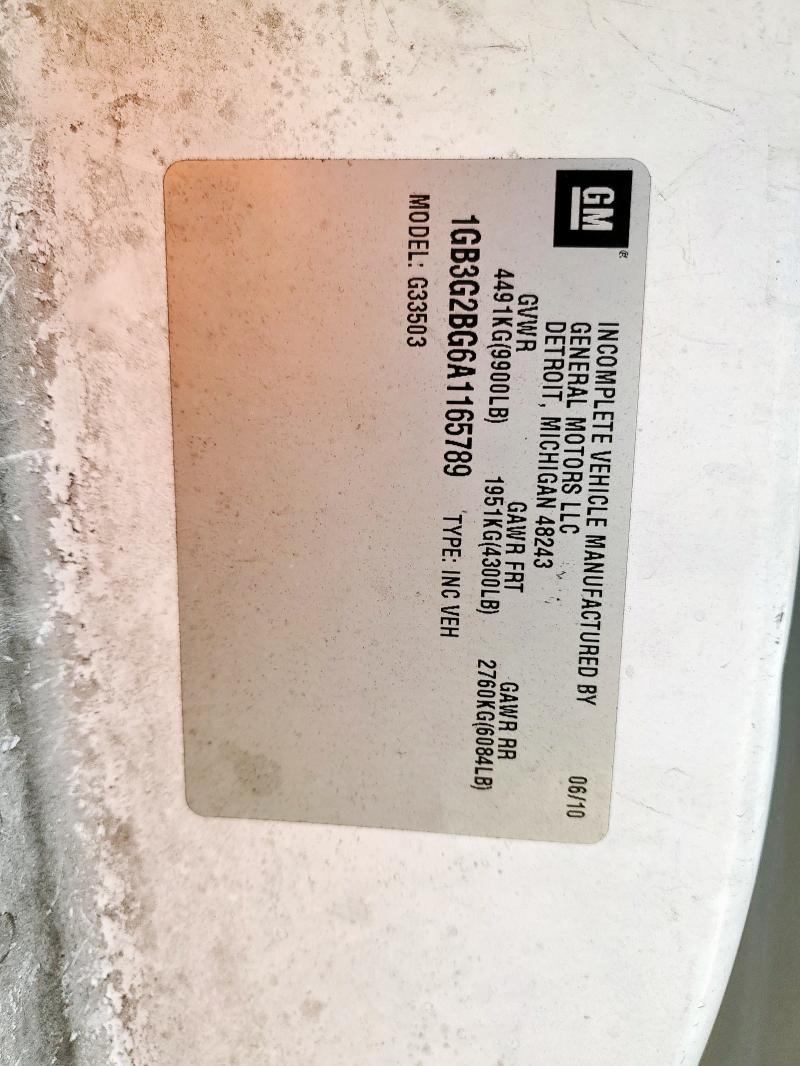 GM®
INCOMPLETE VEHICLE MANUFACTURED BY
GENERAL MOTORS LLC 06/10
DETROIT, MICHIGAN 48243
GVWR GAWR FRT GAWR RR
4491KG(9900LB) 1951KG(4300LB) 2760KG(6084LB)
1GB3G2BG6A1165789 TYPE: INC VEH
MODEL: G33503